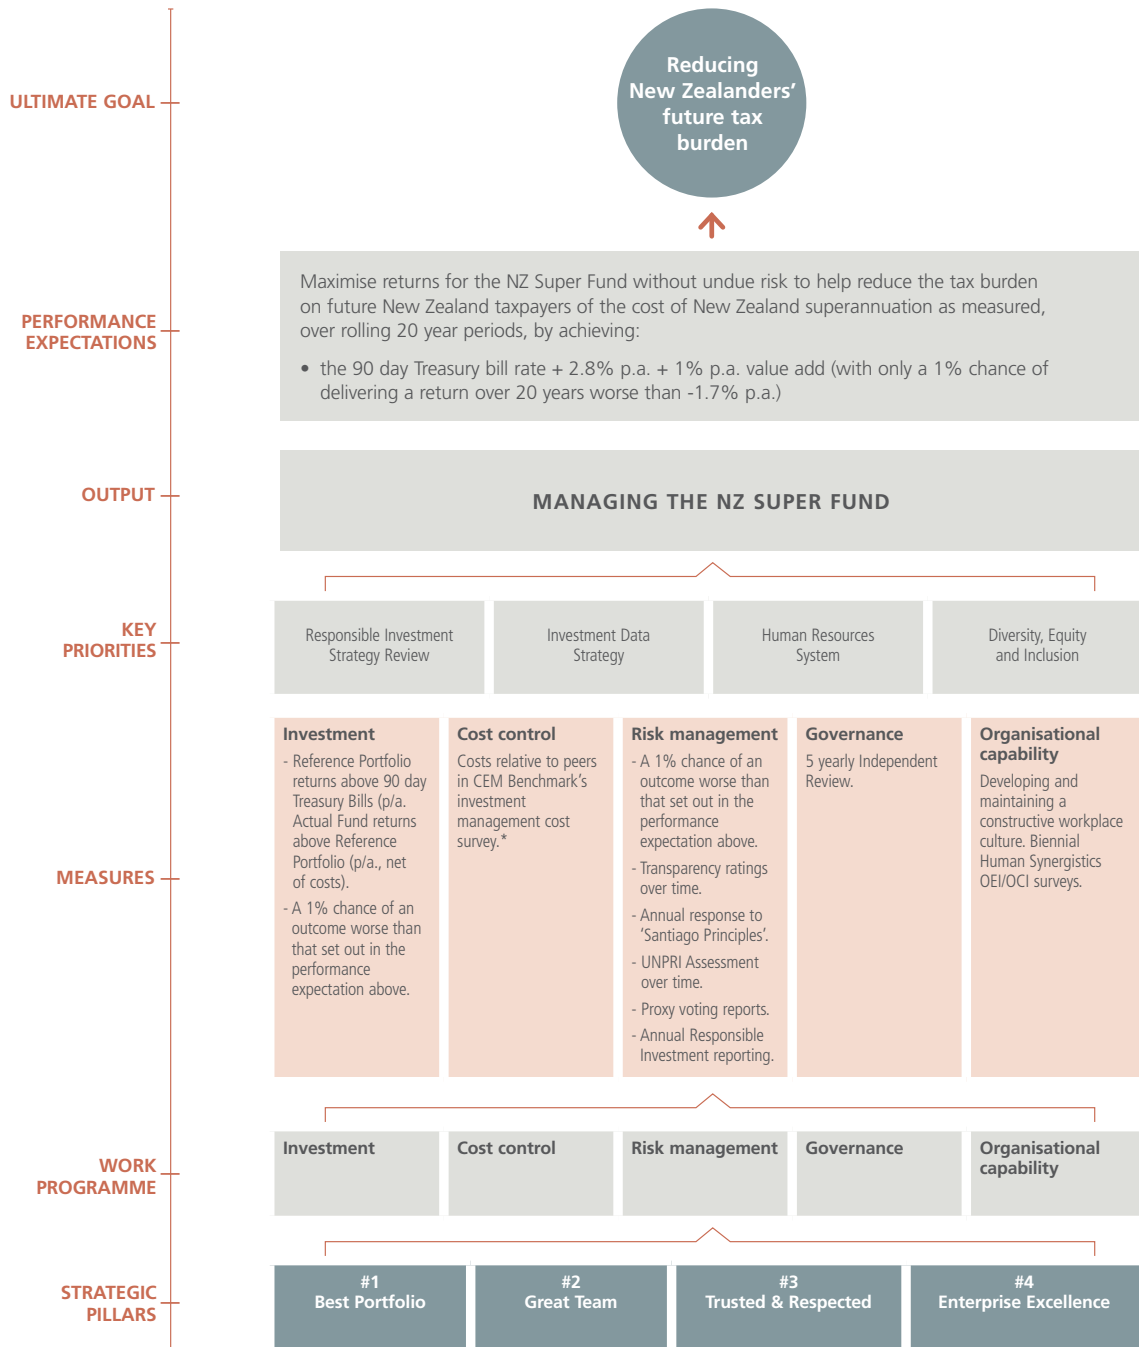 ULTIMATE GOAL
Reducing
New Zealanders’
future tax
burden
PERFORMANCE
EXPECTATIONS
Maximise returns for the NZ Super Fund without undue risk to help reduce the tax burden
on future New Zealand taxpayers of the cost of New Zealand superannuation as measured,
over rolling 20 year periods, by achieving:
• the 90 day Treasury bill rate + 2.8% p.a. + 1% p.a. value add (with only a 1% chance of
delivering a return over 20 years worse than -1.7% p.a.)
OUTPUT
MANAGING THE NZ SUPER FUND
KEY
PRIORITIES
Responsible Investment
Strategy Review
Investment Data
Strategy
Human Resources
System
Diversity, Equity
and Inclusion
MEASURES
Investment
- Reference Portfolio
returns above 90 day
Treasury Bills (p/a.
Actual Fund returns
above Reference
Portfolio (p/a., net
of costs).
- A 1% chance of an
outcome worse than
that set out in the
performance
expectation above.
Cost control
Costs relative to peers
in CEM Benchmark’s
investment
management cost
survey.*
Risk management
- A 1% chance of an
outcome worse than
that set out in the
performance
expectation above.
- Transparency ratings
over time.
- Annual response to
‘Santiago Principles’.
- UNPRI Assessment
over time.
- Proxy voting reports.
- Annual Responsible
Investment reporting.
Governance
5 yearly Independent
Review.
Organisational
capability
Developing and
maintaining a
constructive workplace
culture. Biennial
Human Synergistics
OEI/OCI surveys.
WORK
PROGRAMME
Investment
Cost control
Risk management
Governance
Organisational
capability
STRATEGIC
PILLARS
#1
Best Portfolio
#2
Great Team
#3
Trusted & Respected
#4
Enterprise Excellence